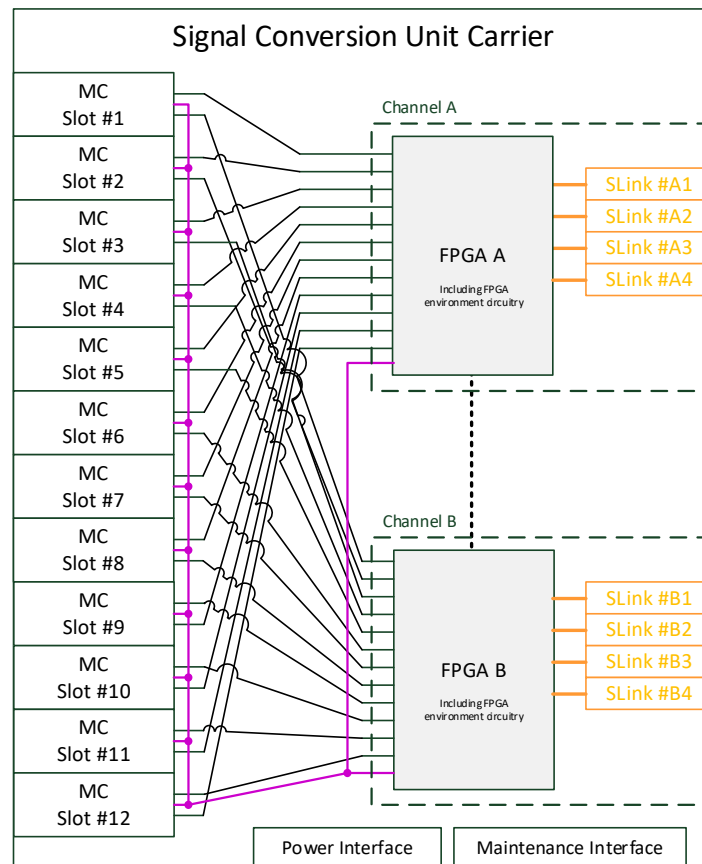 Signal Conversion Unit Carrier
MC
Slot #1
MC
Slot #2
MC
Slot #3
MC
Slot #4
MC
Slot #5
MC
Slot #6
MC
Slot #7
MC
Slot #8
MC
Slot #9
MC
Slot #10
MC
Slot #11
MC
Slot #12
Channel A
FPGA A
Including FPGA
environment circuitry
SLink #A1
SLink #A2
SLink #A3
SLink #A4
Channel B
FPGA B
Including FPGA
environment circuitry
SLink #B1
SLink #B2
SLink #B3
SLink #B4
Power Interface
Maintenance Interface